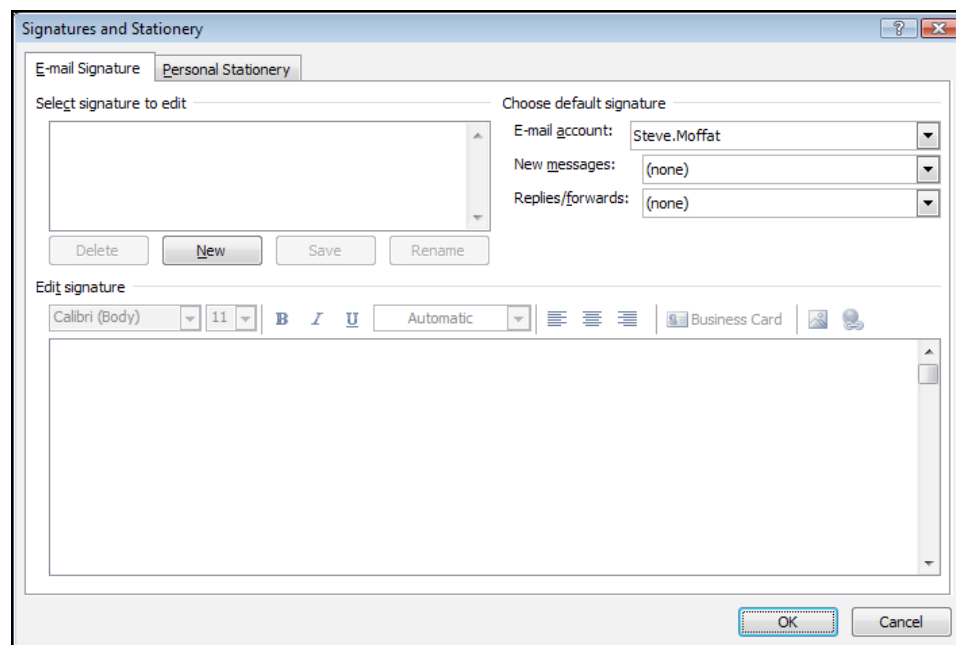 Signatures and Stationery
E-mail Signature Personal Stationery
Select signature to edit
Choose default signature
E-mail account: Steve.Moffat
New messages: (none)
Replies/forwards: (none)
Delete New Save Rename
Edit signature
Calibri (Body) 11 B I U Automatic Business Card
OK Cancel